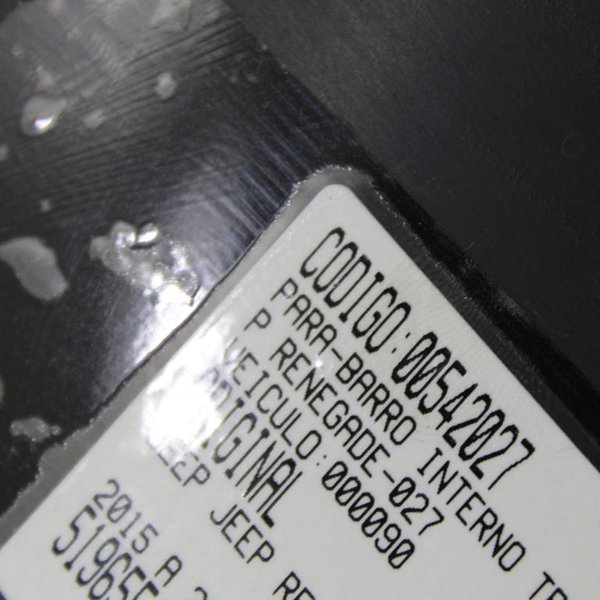 CODIGO:00542027
PARA-BARRO INTERNO
P RENEGADE-027
VEICULO:000090
ORIGINAL
JEEP JEEP
2015 A